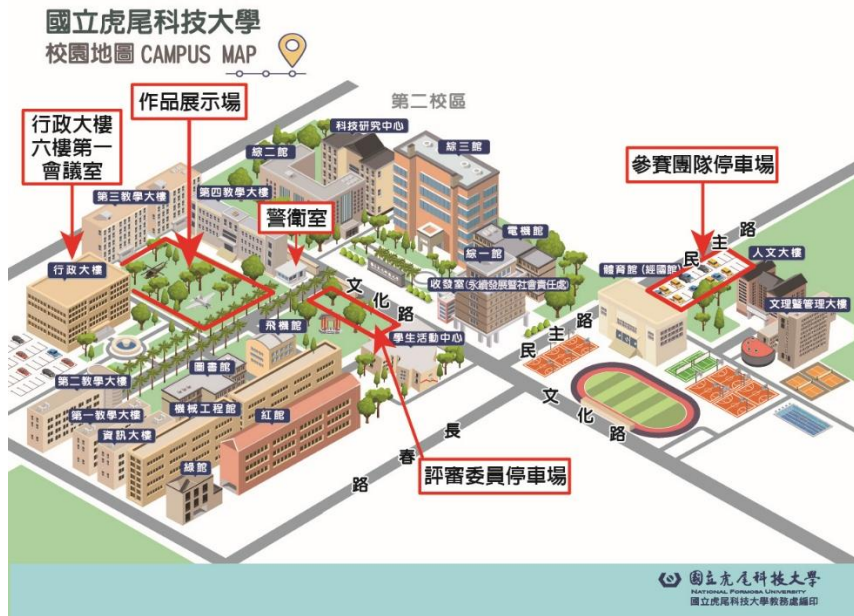 國立虎尾科技大學
校園地圖 CAMPUS MAP
作品展示場
行政大樓
六樓第一
會議室
第二校區
科技研究中心
綜二館
綜三館
參賽團隊停車場
第三教學大樓
第四教學大樓
警衛室
電機館
民主路
人文大樓
行政大樓
綜一館
體育館(經國館)
收發室(永續發展暨社會責任處)
文理暨管理大樓
文化路
飛機館
學生活動中心
民主路
圖書館
第二教學大樓
機械工程館
紅館
第一教學大樓
資訊大樓
文化路
長春路
評審委員停車場
綠館
國立虎尾科技大學
NATIONAL FORMOSA UNIVERSITY
國立虎尾科技大學教務處編印